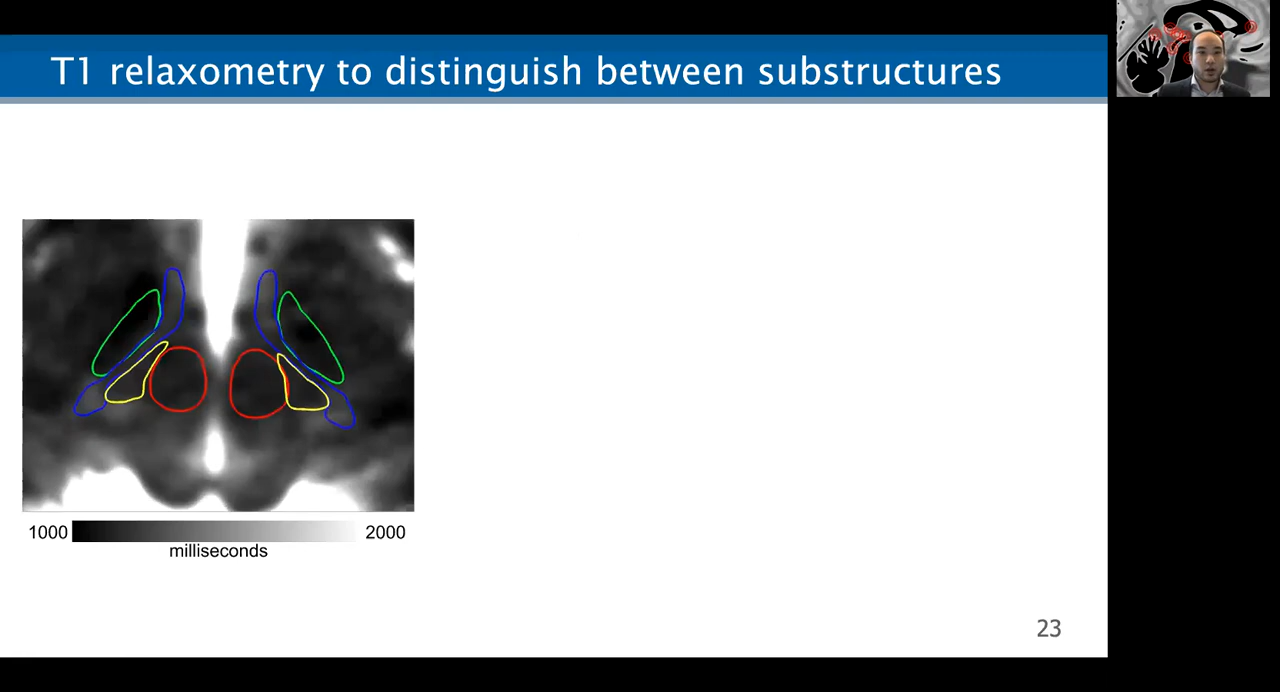 T1 relaxometry to distinguish between substructures
1000 2000
milliseconds
23